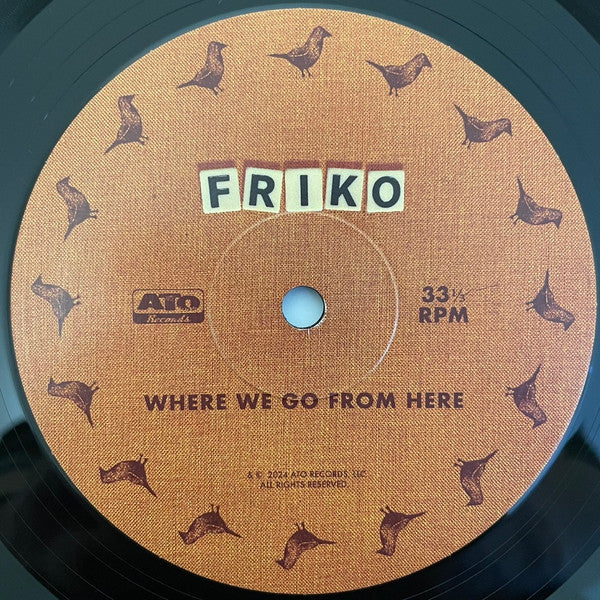 FRIKO
ATO
Records
33⅓
RPM
WHERE WE GO FROM HERE
& © 2024 ATO RECORDS, LLC
ALL RIGHTS RESERVED.